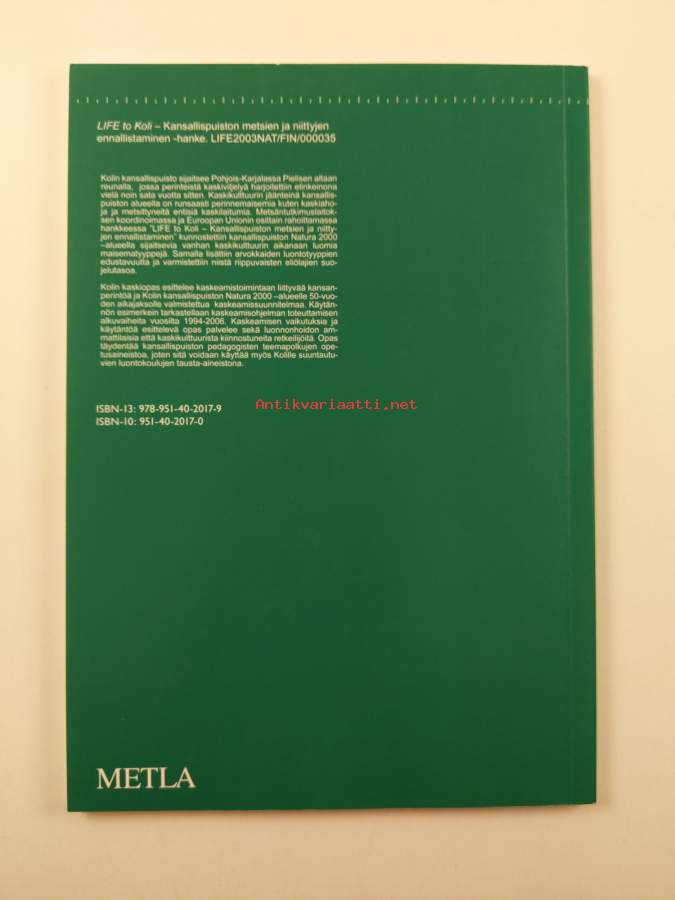 LIFE to Koli – Kansallispuiston metsien ja niittyjen
ennallistaminen -hanke. LIFE2003NAT/FIN/000035
Kolin kansallispuisto sijaitsee Pohjois-Karjalassa Pielisen altaan
reunalla, jossa perinteistä kaskiviljelyä harjoitettiin elinkeinona
vielä noin sata vuotta sitten. Kaskikulttuurin jäänteinä kansallis-
puiston alueella on runsaasti perinnemaisemia kuten kaskiaho-
ja ja metsittyneitä entisiä kaskilaitumia. Metsäntutkimuslaitok-
sen koordinoimassa ja Euroopan Unionin osittain rahoittamassa
hankkeessa "LIFE to Koli – Kansallispuiston metsien ja niitty-
jen ennallistaminen" kunnostettiin kansallispuiston Natura 2000
–alueella sijaitsevia vanhan kaskikulttuurin aikanaan luomia
maisematyyppejä. Samalla lisättiin arvokkaiden luontotyyppien
edustavuutta ja varmistettiin niistä riippuvaisten eliölajien suo-
jelutasoa.
Kolin kaskiopas esittelee kaskeamistoimintaan liittyvää kansan-
perintöä ja Kolin kansallispuiston Natura 2000 –alueelle 50-vuo-
den aikajaksolle valmistettua kaskeamissuunnitelmaa. Käytän-
nön esimerkein tarkastellaan kaskeamisohjelman toteuttamisen
alkuvaiheita vuosilta 1994-2006. Kaskeamisen vaikutuksia ja
käytäntöä esittelevä opas palvelee sekä luonnonhoidon am-
mattilaisia että kaskikulttuurista kiinnostuneita retkeilijöitä. Opas
täydentää kansallispuiston pedagogisten teemapolkujen ope-
tusaineistoa, joten sitä voidaan käyttää myös Kolille suuntautu-
vien luontokoulujen tausta-aineistona.
ISBN-13: 978-951-40-2017-9
ISBN-10: 951-40-2017-0
Antikvariaatti.net
METLA